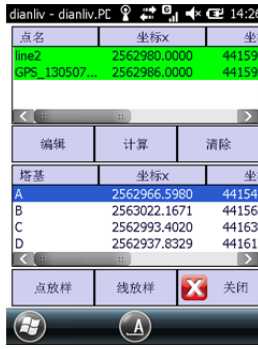 dianliv - dianliv.PC 14:26
点名 坐标x 坐
line2 2562980.0000 44159
GPS_130507... 2562986.0000 44159
编辑 计算 清除
塔基 坐标x 坐
A 2562966.5980 44154
B 2563022.1671 44156
C 2562993.4020 44163
D 2562937.8329 44161
点放样 线放样 关闭
A